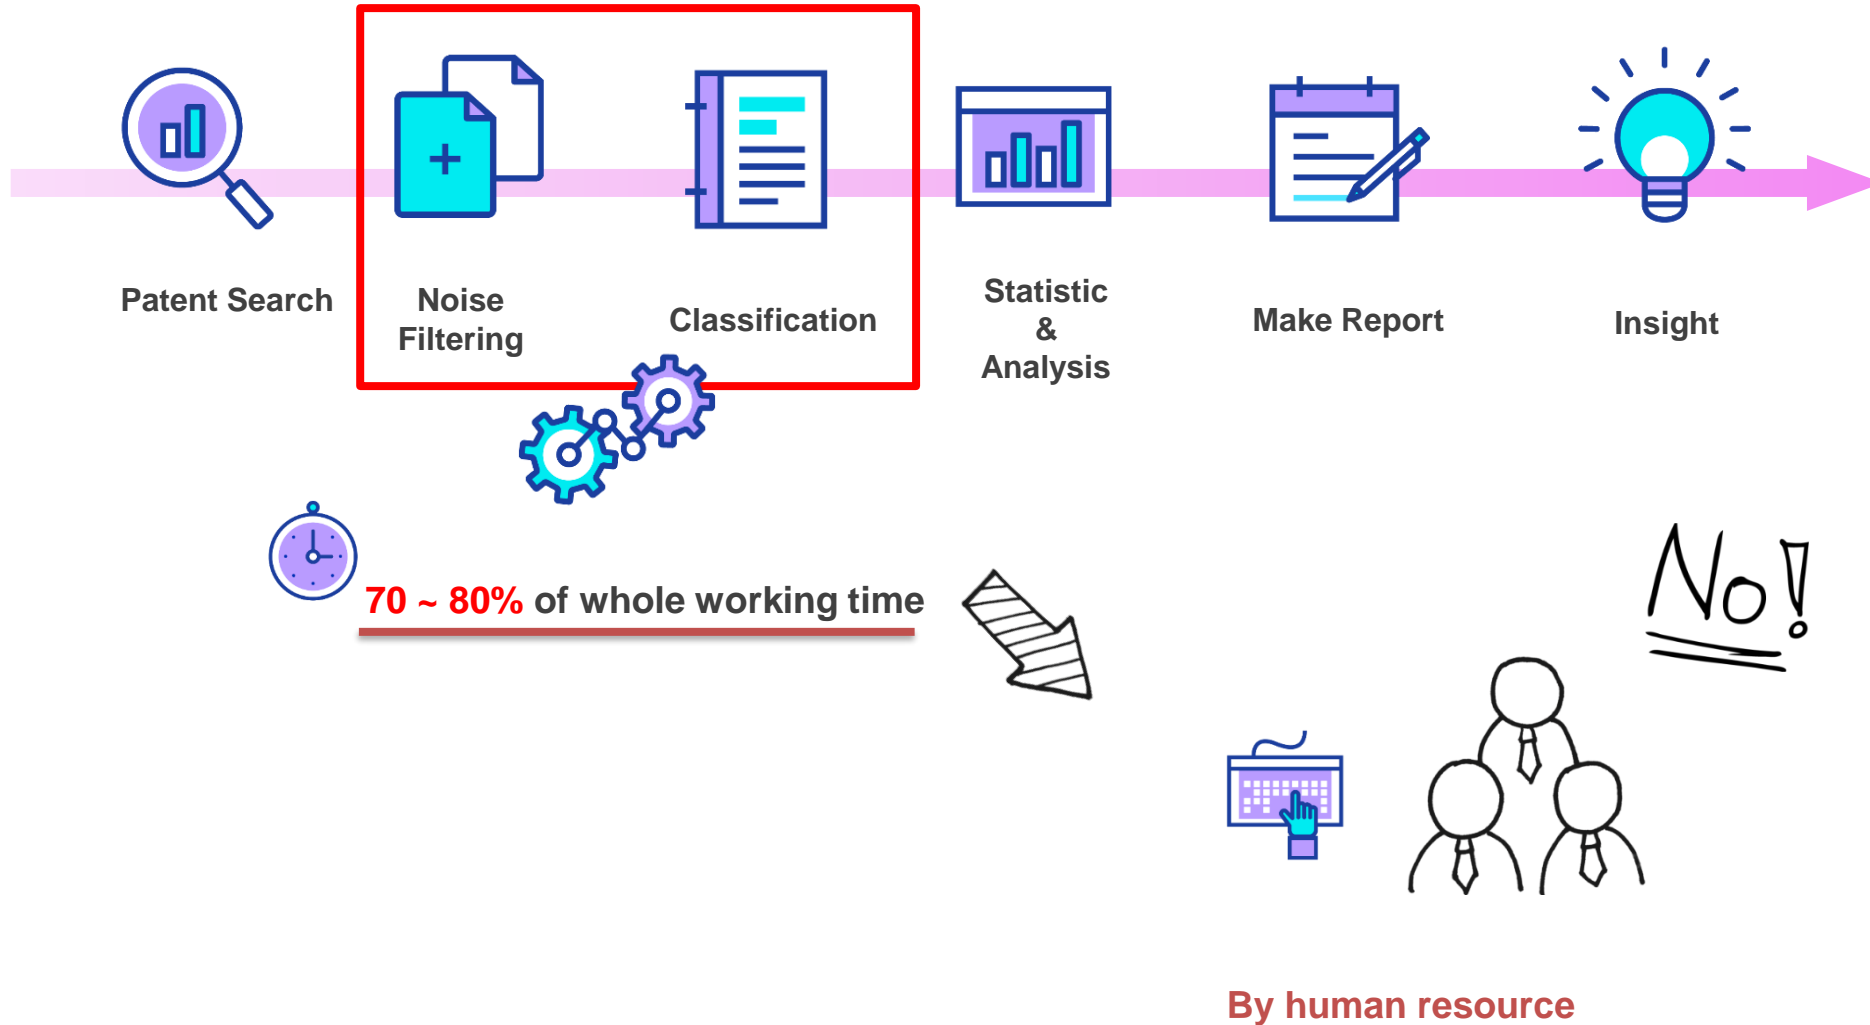 Patent Search
Noise
Filtering
Classification
Statistic
&
Analysis
Make Report
Insight
70 ~ 80% of whole working time
No!
By human resource